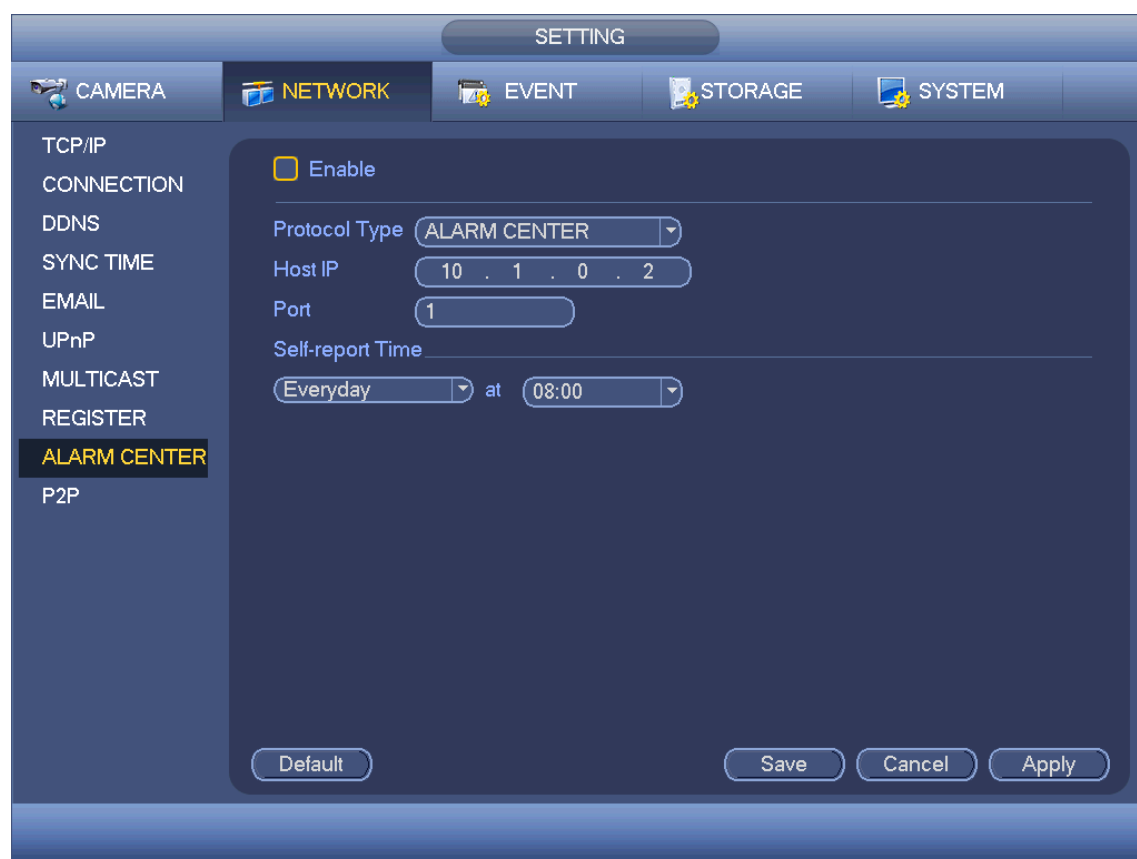 SETTING
CAMERA NETWORK EVENT STORAGE SYSTEM
TCP/IP
CONNECTION
DDNS
SYNC TIME
EMAIL
UPnP
MULTICAST
REGISTER
ALARM CENTER
P2P
Enable
Protocol Type ALARM CENTER
Host IP 10 . 1 . 0 . 2
Port 1
Self-report Time
Everyday at 08:00
Default Save Cancel Apply